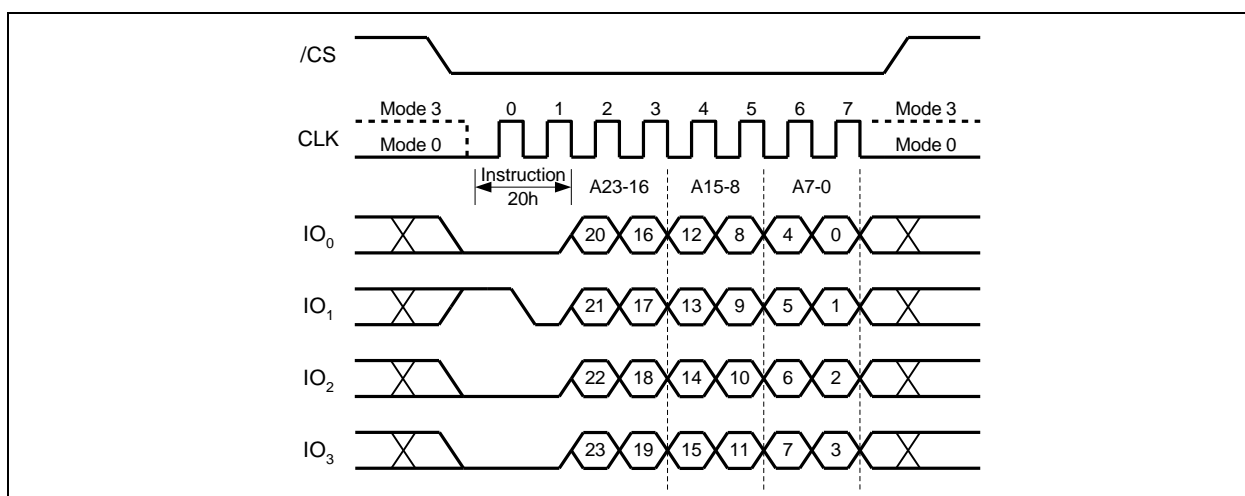 /CS
Mode 3 0 1 2 3 4 5 6 7 Mode 3
CLK
Mode 0 Mode 0
Instruction
20h
A23-16 A15-8 A7-0
IO0 20 16 12 8 4 0
IO1 21 17 13 9 5 1
IO2 22 18 14 10 6 2
IO3 23 19 15 11 7 3